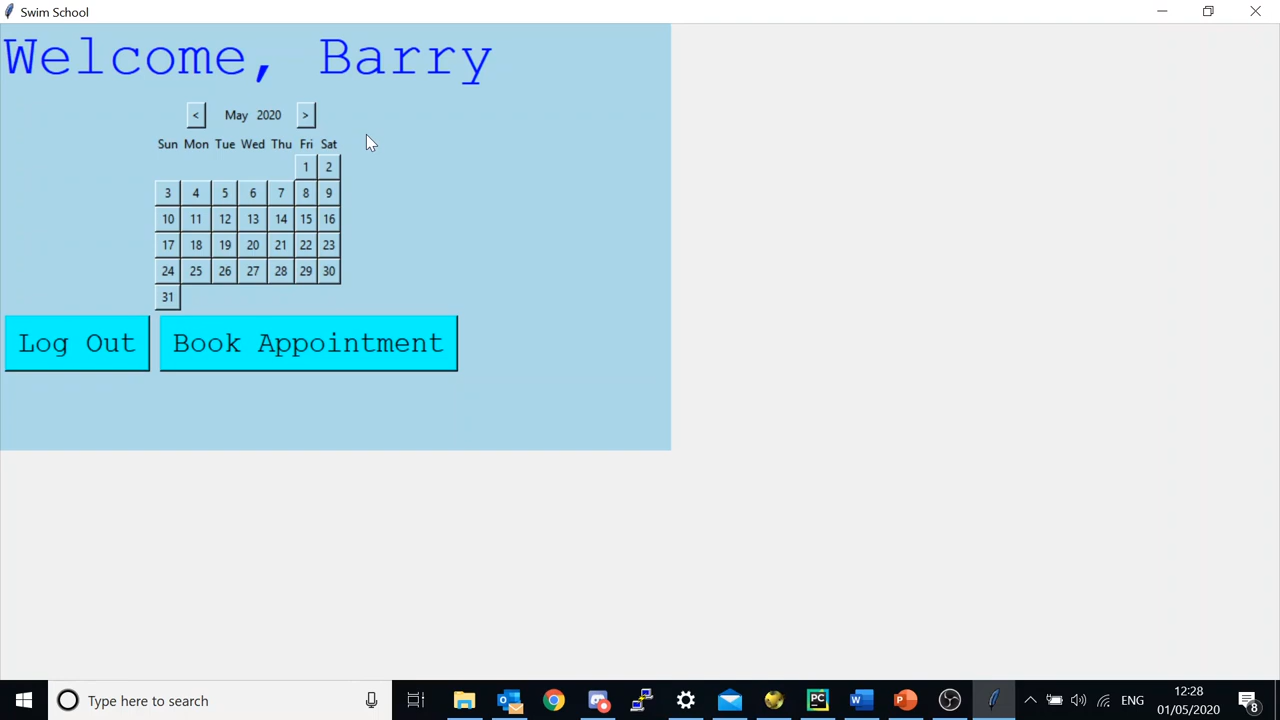 Swim School
Welcome, Barry
< May 2020 >
Sun Mon Tue Wed Thu Fri Sat
1 2
3 4 5 6 7 8 9
10 11 12 13 14 15 16
17 18 19 20 21 22 23
24 25 26 27 28 29 30
31
Log Out Book Appointment
Type here to search
ENG
12:28
01/05/2020
8
PC
W
P